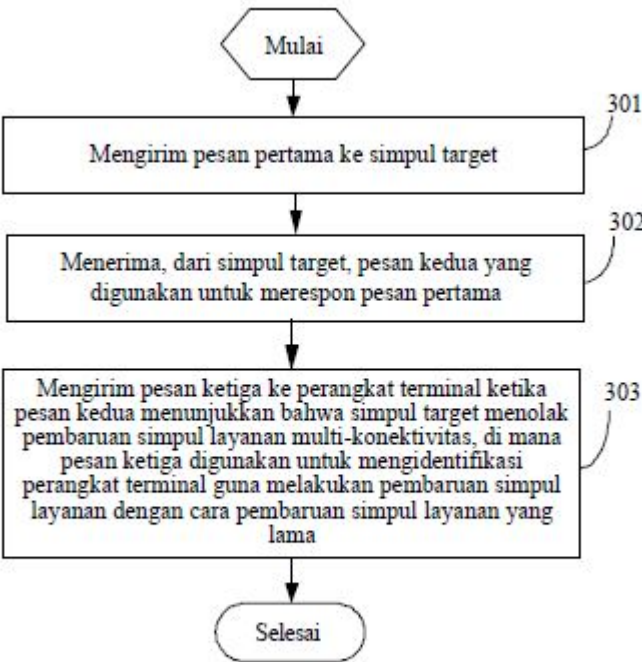 Mulai
301
Mengirim pesan pertama ke simpul target
302
Menerima, dari simpul target, pesan kedua yang
digunakan untuk merespon pesan pertama
303
Mengirim pesan ketiga ke perangkat terminal ketika
pesan kedua menunjukkan bahwa simpul target menolak
pembaruan simpul layanan multi-konektivitas, di mana
pesan ketiga digunakan untuk mengidentifikasi
perangkat terminal guna melakukan pembaruan simpul
layanan dengan cara pembaruan simpul layanan yang
lama
Selesai